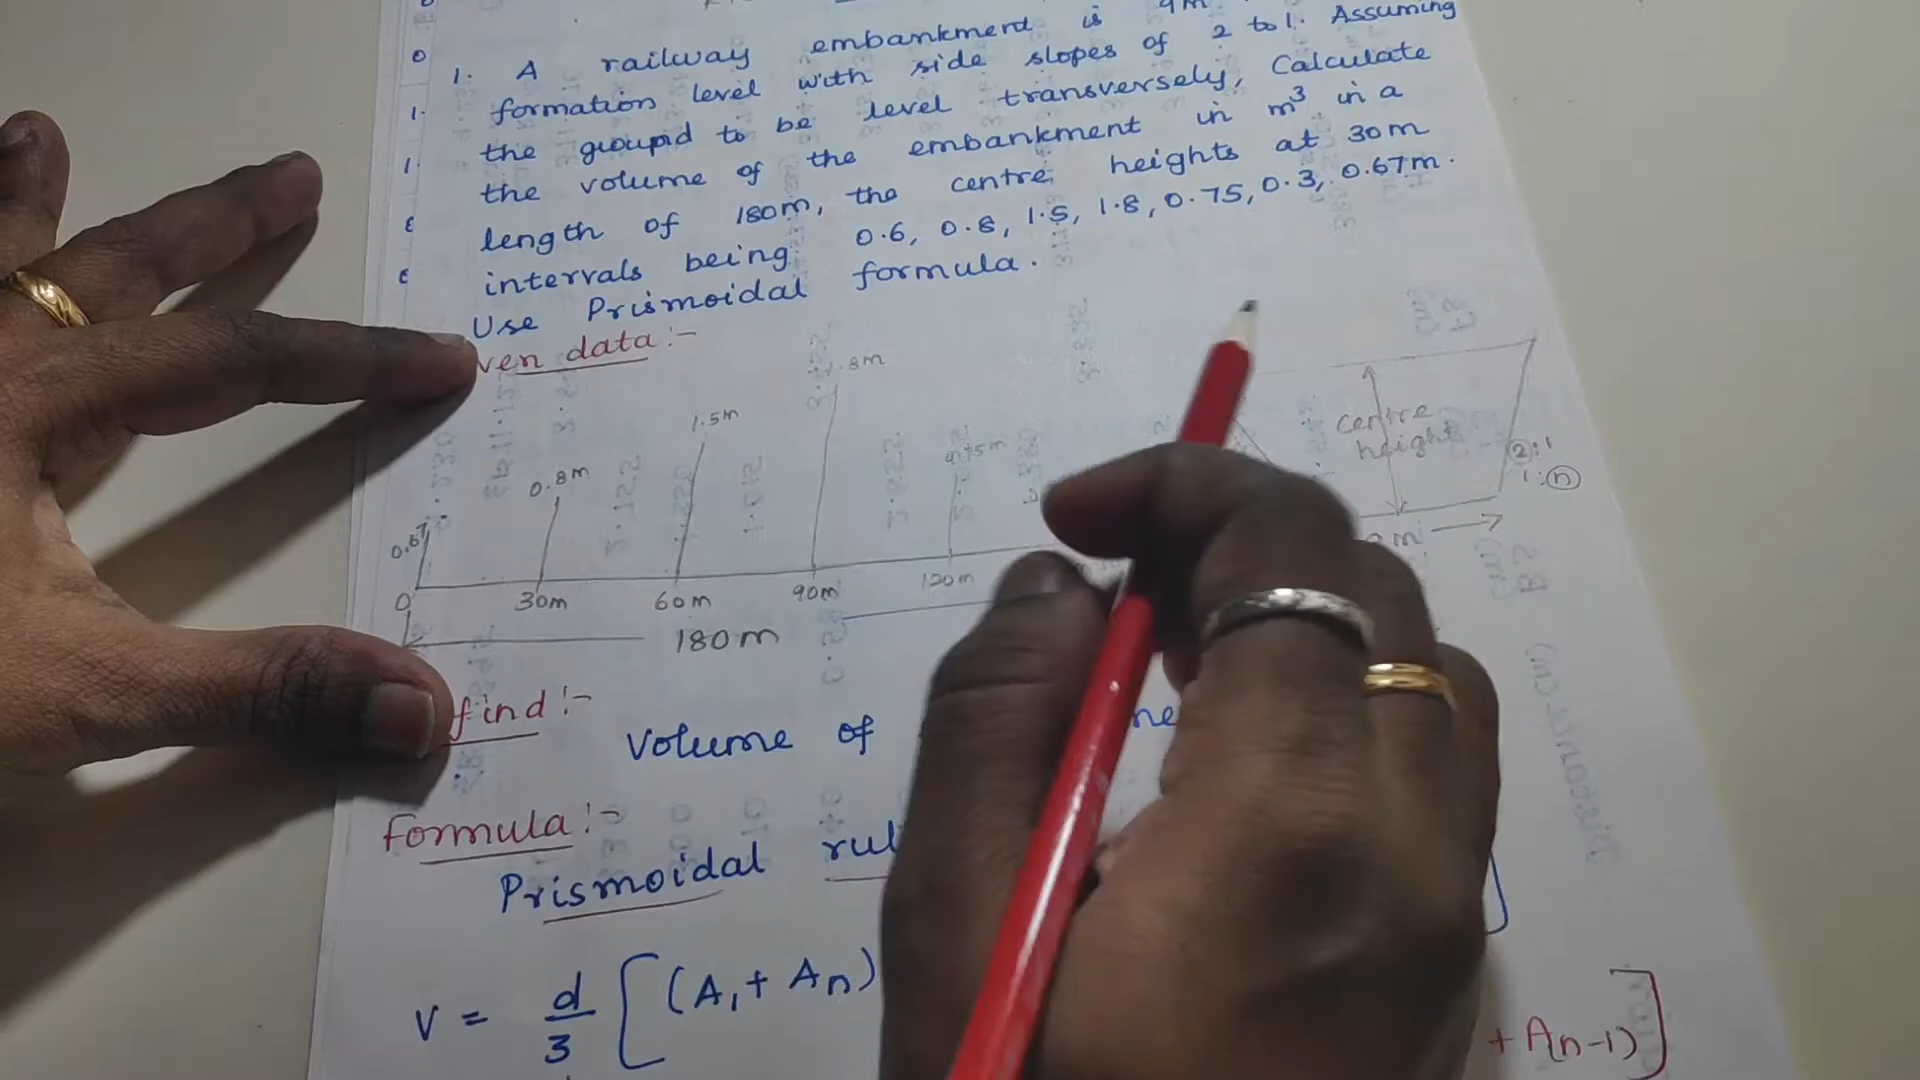 1. A railway embankment is 9m
formation level with side slopes of 2 to 1. Assuming
the ground to be level transversely, Calculate
the volume of the embankment in m³ in a
length of 180m, the centre heights at 30m
intervals being 0.6, 0.8, 1.5, 1.8, 0.75, 0.3, 0.67m.
Use Prismoidal formula.
ven data :-
0.67
0.8m
1.5m
.8m
centre
height
2:1
1:n
0
30m
60m
90m
120m
180m
find :-
Volume of
Formula :-
Prismoidal rul
V = d/3 [ (A₁ + An)
+ A(n-1) ]